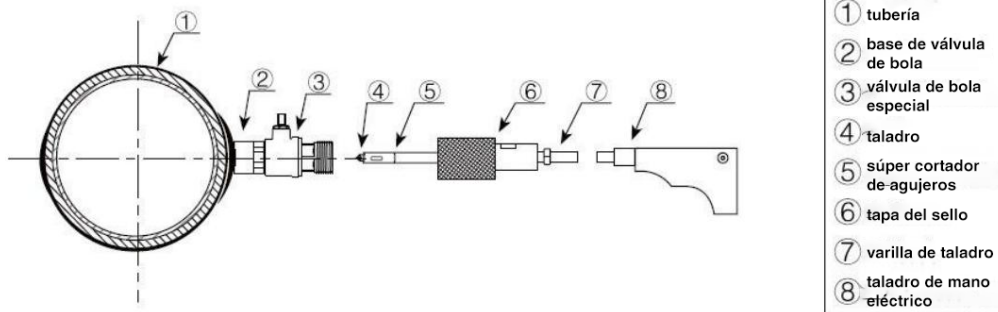 ①
②
③
④
⑤
⑥
⑦
⑧
① tubería
② base de válvula
de bola
③ válvula de bola
especial
④ taladro
⑤ súper cortador
de agujeros
⑥ tapa del sello
⑦ varilla de taladro
⑧ taladro de mano
eléctrico